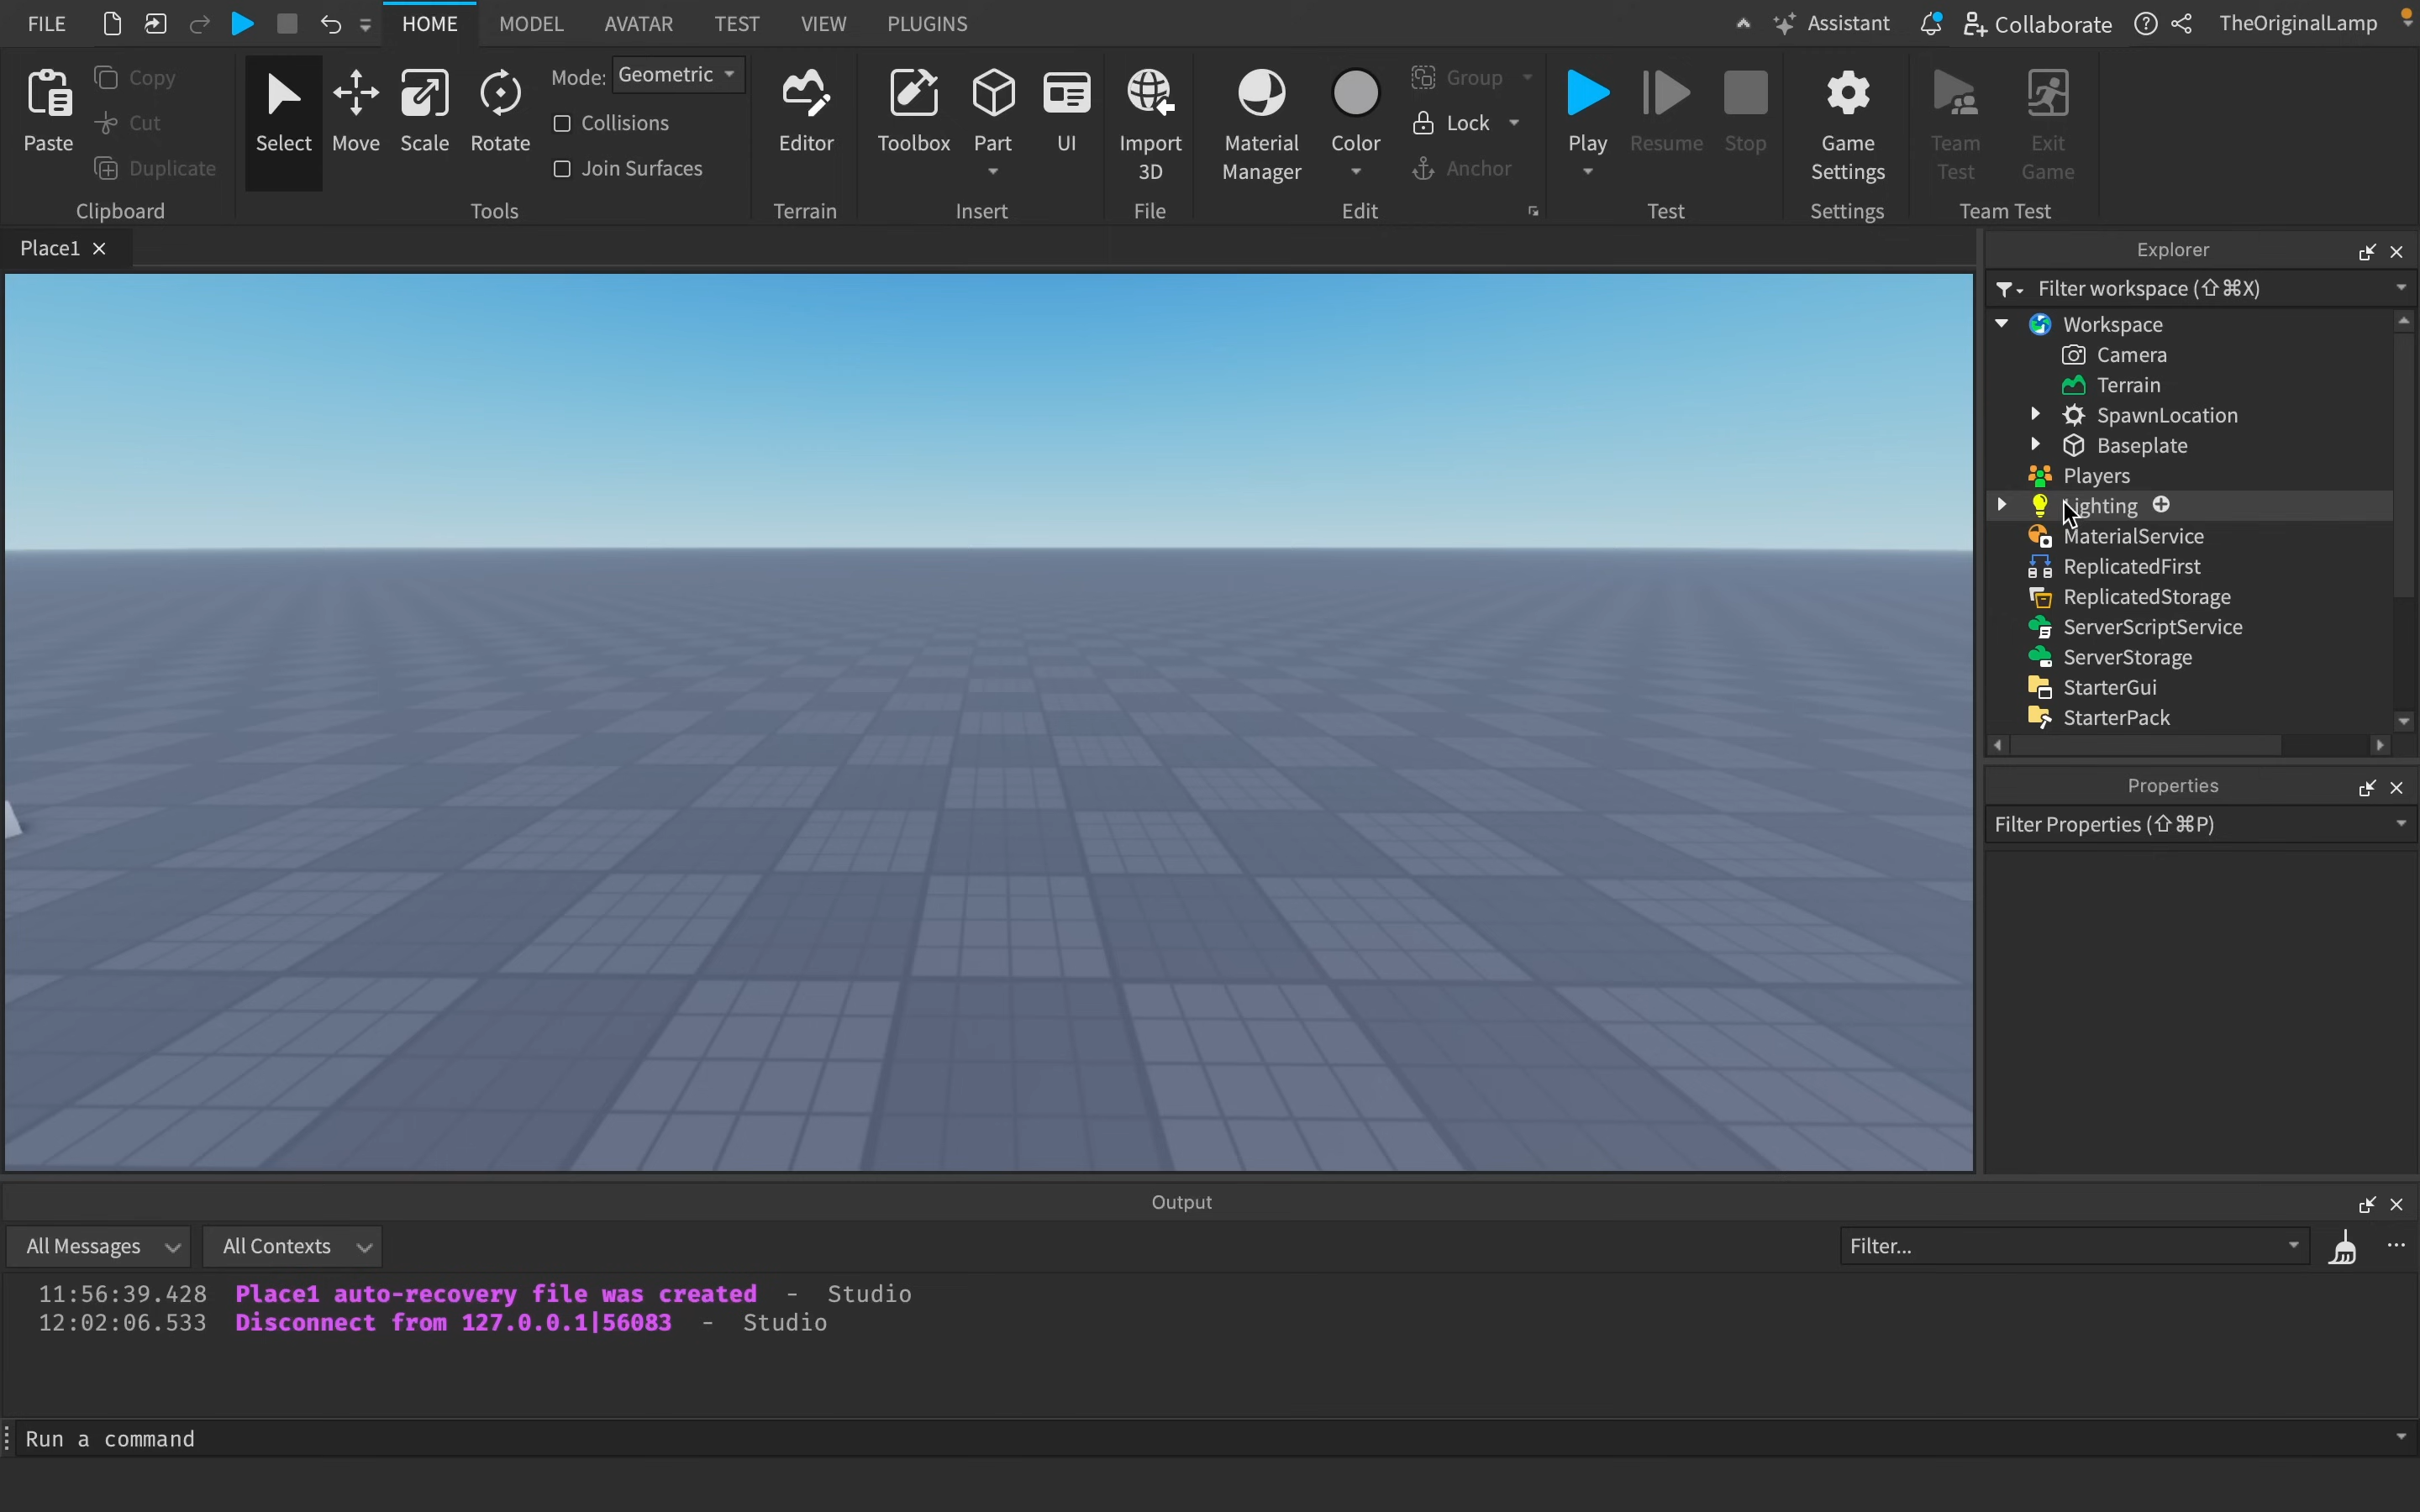 FILE HOME MODEL AVATAR TEST VIEW PLUGINS Assistant Collaborate TheOriginalLamp
Paste
Copy
Cut
Duplicate
Clipboard
Select
Move
Scale
Rotate
Mode: Geometric
Collisions
Join Surfaces
Tools
Editor
Terrain
Toolbox
Part
UI
Insert
Import
3D
File
Material
Manager
Color
Group
Lock
Anchor
Edit
Play
Resume
Stop
Test
Game
Settings
Settings
Team
Test
Exit
Game
Team Test
Place1
Explorer
Filter workspace (⇧⌘X)
Workspace
Camera
Terrain
SpawnLocation
Baseplate
Players
Lighting
MaterialService
ReplicatedFirst
ReplicatedStorage
ServerScriptService
ServerStorage
StarterGui
StarterPack
Properties
Filter Properties (⇧⌘P)
Output
All Messages All Contexts Filter...
11:56:39.428 Place1 auto-recovery file was created - Studio
12:02:06.533 Disconnect from 127.0.0.1|56083 - Studio
Run a command